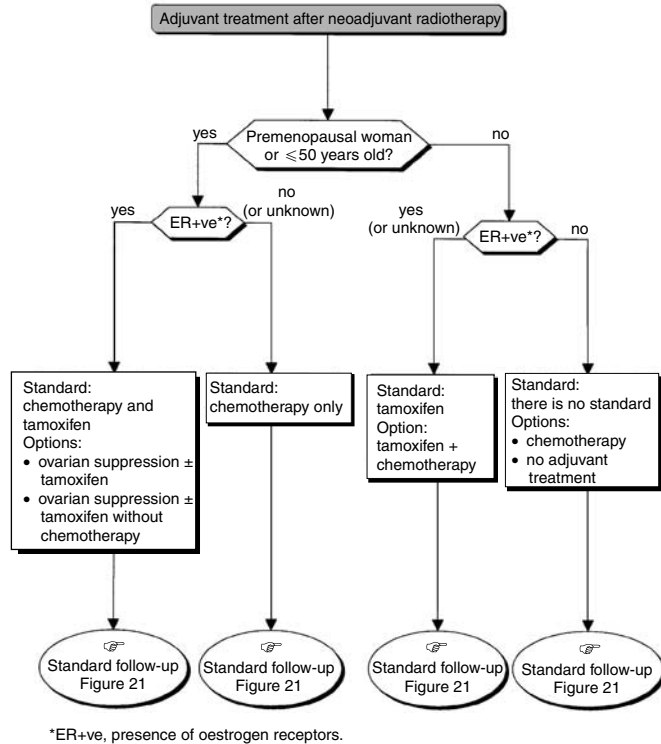 Adjuvant treatment after neoadjuvant radiotherapy
yes
Premenopausal woman
or ⩽50 years old?
no
yes
ER+ve*?
no
(or unknown)
yes
(or unknown)
ER+ve*?
no
Standard:
chemotherapy and
tamoxifen
Options:
• ovarian suppression ±
tamoxifen
• ovarian suppression ±
tamoxifen without
chemotherapy
Standard:
chemotherapy only
Standard:
tamoxifen
Option:
tamoxifen +
chemotherapy
Standard:
there is no standard
Options:
• chemotherapy
• no adjuvant
treatment
☞
Standard follow-up
Figure 21
☞
Standard follow-up
Figure 21
☞
Standard follow-up
Figure 21
☞
Standard follow-up
Figure 21
*ER+ve, presence of oestrogen receptors.